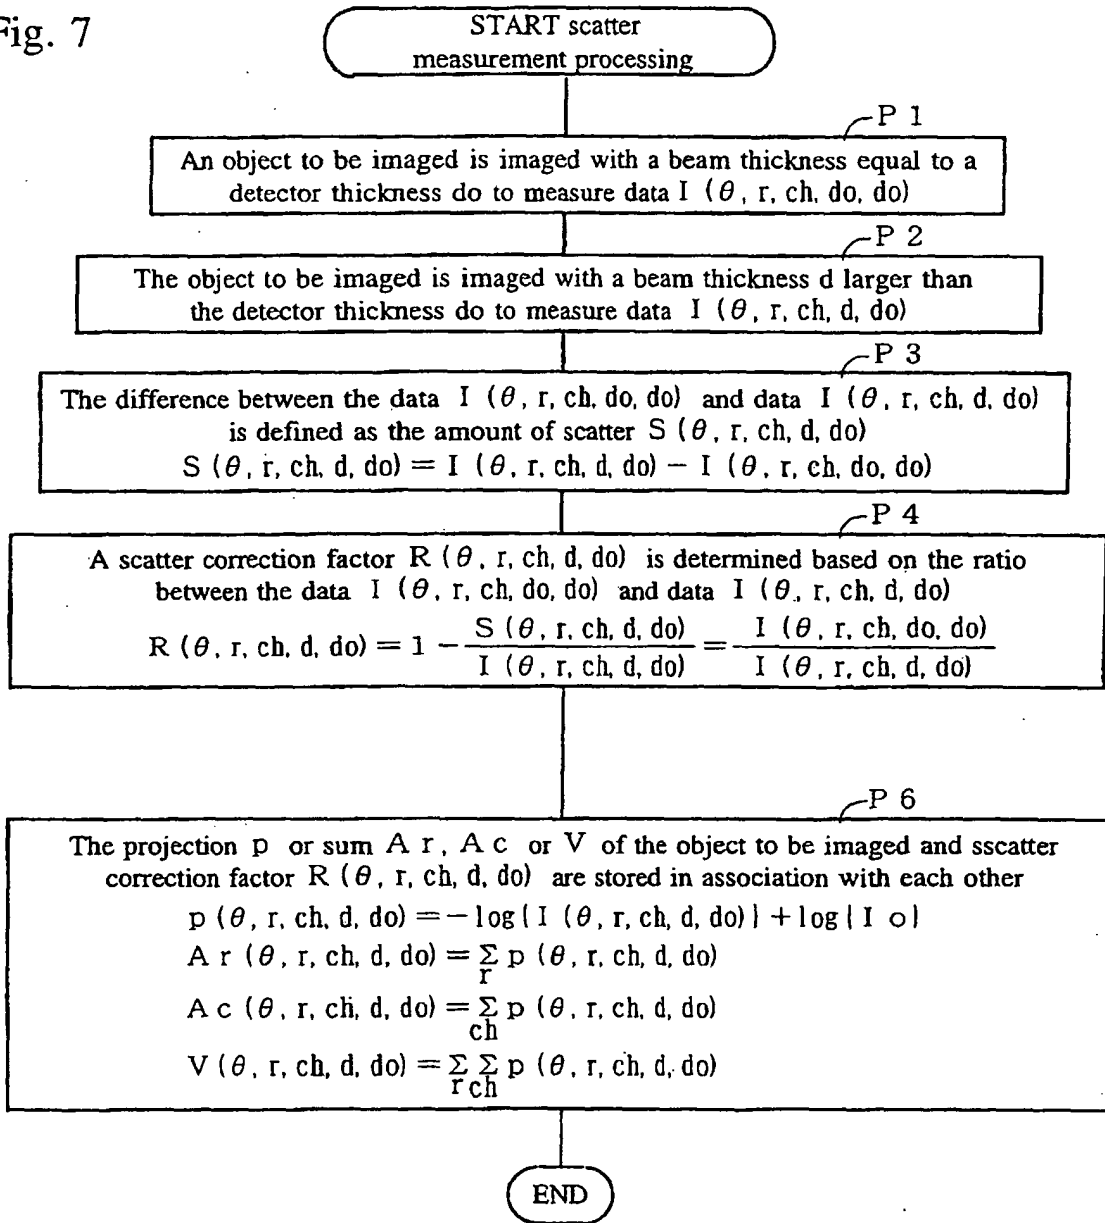 Fig. 7
START scatter
measurement processing
P 1
An object to be imaged is imaged with a beam thickness equal to a
detector thickness do to measure data I (θ, r, ch, do, do)
P 2
The object to be imaged is imaged with a beam thickness d larger than
the detector thickness do to measure data I (θ, r, ch, d, do)
P 3
The difference between the data I (θ, r, ch, do, do) and data I (θ, r, ch, d, do)
is defined as the amount of scatter S (θ, r, ch, d, do)
S (θ, r, ch, d, do) = I (θ, r, ch, d, do) − I (θ, r, ch, do, do)
P 4
A scatter correction factor R (θ, r, ch, d, do) is determined based on the ratio
between the data I (θ, r, ch, do, do) and data I (θ, r, ch, d, do)
R (θ, r, ch, d, do) = 1 − S (θ, r, ch, d, do) / I (θ, r, ch, d, do) = I (θ, r, ch, do, do) / I (θ, r, ch, d, do)
P 6
The projection p or sum A r, A c or V of the object to be imaged and sscatter
correction factor R (θ, r, ch, d, do) are stored in association with each other
p (θ, r, ch, d, do) = −log{I (θ, r, ch, d, do)} + log{I o}
A r (θ, r, ch, d, do) = Σ r p (θ, r, ch, d, do)
A c (θ, r, ch, d, do) = Σ ch p (θ, r, ch, d, do)
V (θ, r, ch, d, do) = Σ r Σ ch p (θ, r, ch, d, do)
END